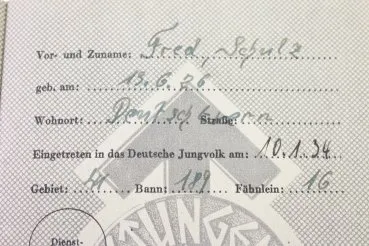 Vor- und Zuname: Fred, Schulz
geb. am: 13.6.26
Wohnort: Straße:
Eingetreten in das Deutsche Jungvolk am: 10.1.34
Gebiet: Bann: 189 Fähnlein: 16
JUNGEN
Dienst-